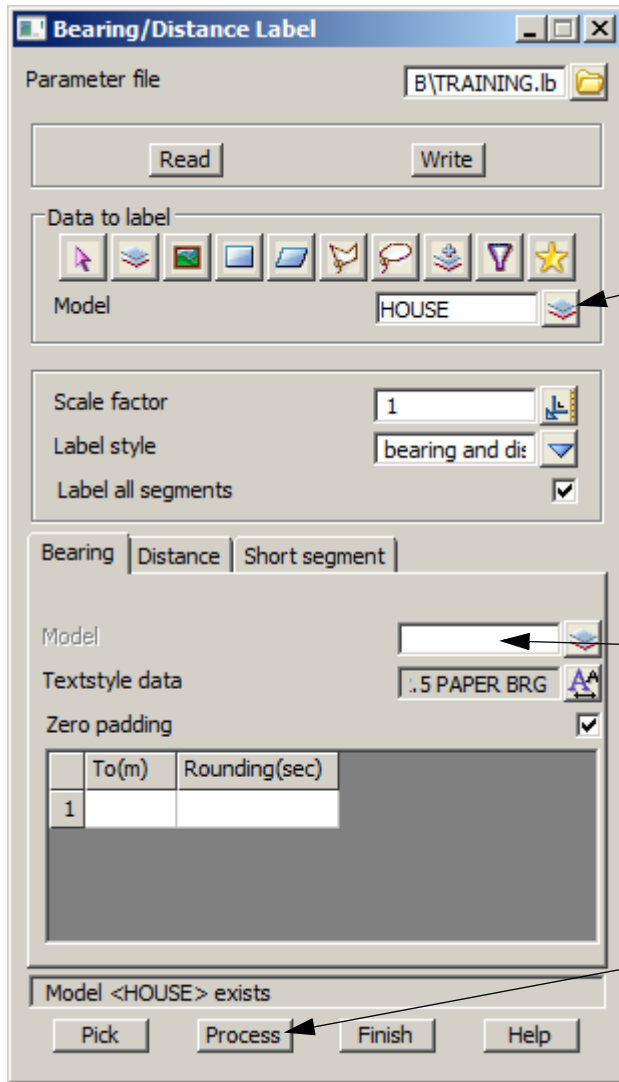 Bearing/Distance Label
Parameter file B\TRAINING.lb
Read Write
Data to label
Model HOUSE
Scale factor 1
Label style bearing and dis
Label all segments
Bearing Distance Short segment
Model
Textstyle data .5 PAPER BRG
Zero padding
To(m) Rounding(sec)
1
Model <HOUSE> exists
Pick Process Finish Help